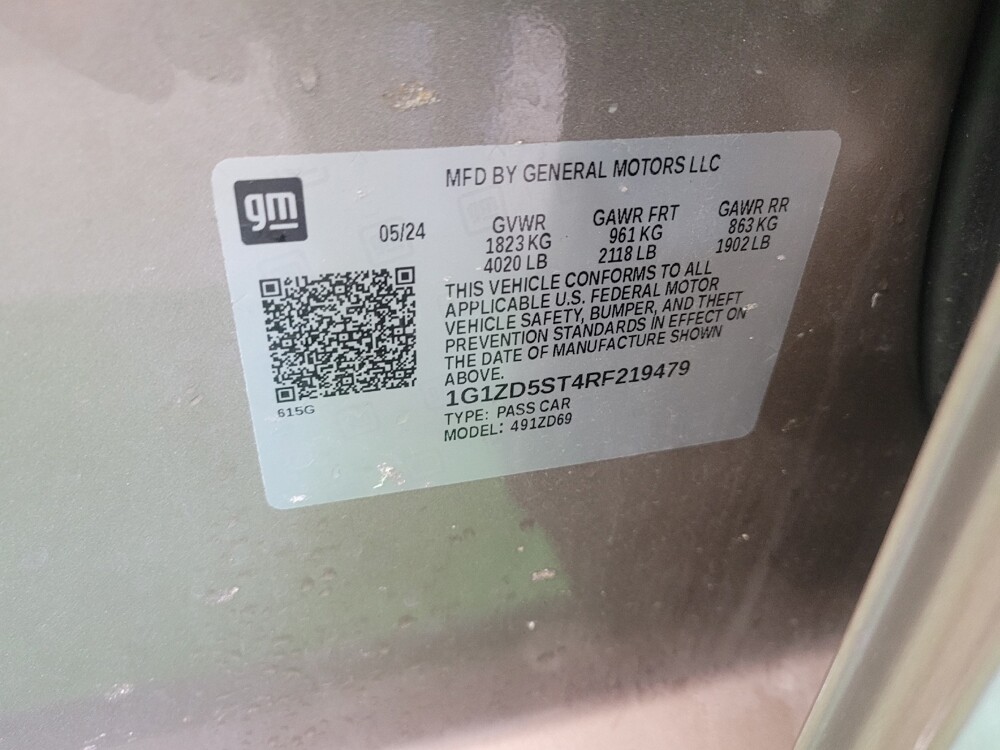 gm
MFD BY GENERAL MOTORS LLC
05/24
GVWR
1823 KG
4020 LB
GAWR FRT
961 KG
2118 LB
GAWR RR
863 KG
1902 LB
THIS VEHICLE CONFORMS TO ALL
APPLICABLE U.S. FEDERAL MOTOR
VEHICLE SAFETY, BUMPER, AND THEFT
PREVENTION STANDARDS IN EFFECT ON
THE DATE OF MANUFACTURE SHOWN
ABOVE.
1G1ZD5ST4RF219479
TYPE: PASS CAR
MODEL: 491ZD69
615G